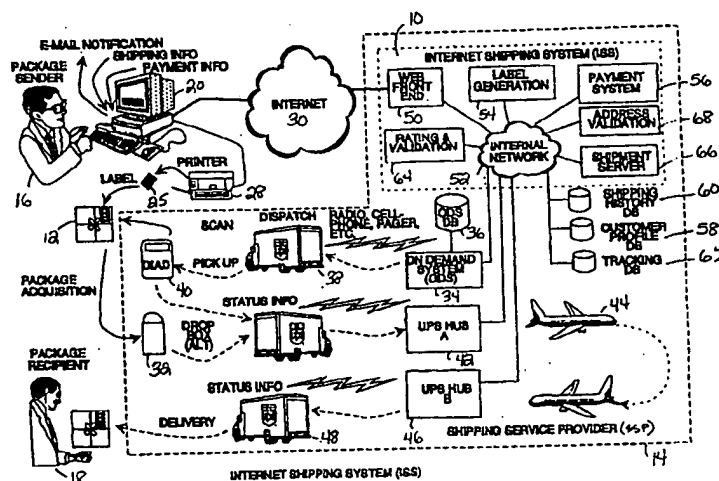 10
E-MAIL NOTIFICATION
SHIPPING INFO
PAYMENT INFO
PACKAGE
SENDER
20
16
INTERNET
30
INTERNET SHIPPING SYSTEM (ISS)
WEB
FRONT
END
50
LABEL
GENERATION
54
PAYMENT
SYSTEM
56
ADDRESS
VALIDATION
68
RATING &
VALIDATION
64
INTERNAL
NETWORK
52
SHIPMENT
SERVER
66
PRINTER
28
LABEL
25
12
SHIPPING
HISTORY
DB
60
CUSTOMER
PROFILE
DB
58
TRACKING
DB
SCAN
DISPATCH
RADIO, CELL
PHONE, PAGER,
ETC.
ODS
DB
36
PICK UP
DIAD
40
38
ON DEMAND
SYSTEM (ODS)
34
PACKAGE
ACQUISITION
STATUS INFO
DROP
BOX
(ALT)
32
UPS HUB
A
42
44
PACKAGE
RECIPIENT
STATUS INFO
UPS HUB
B
46
DELIVERY
48
18
SHIPPING SERVICE PROVIDER
14
INTERNET SHIPPING SYSTEM (ISS)